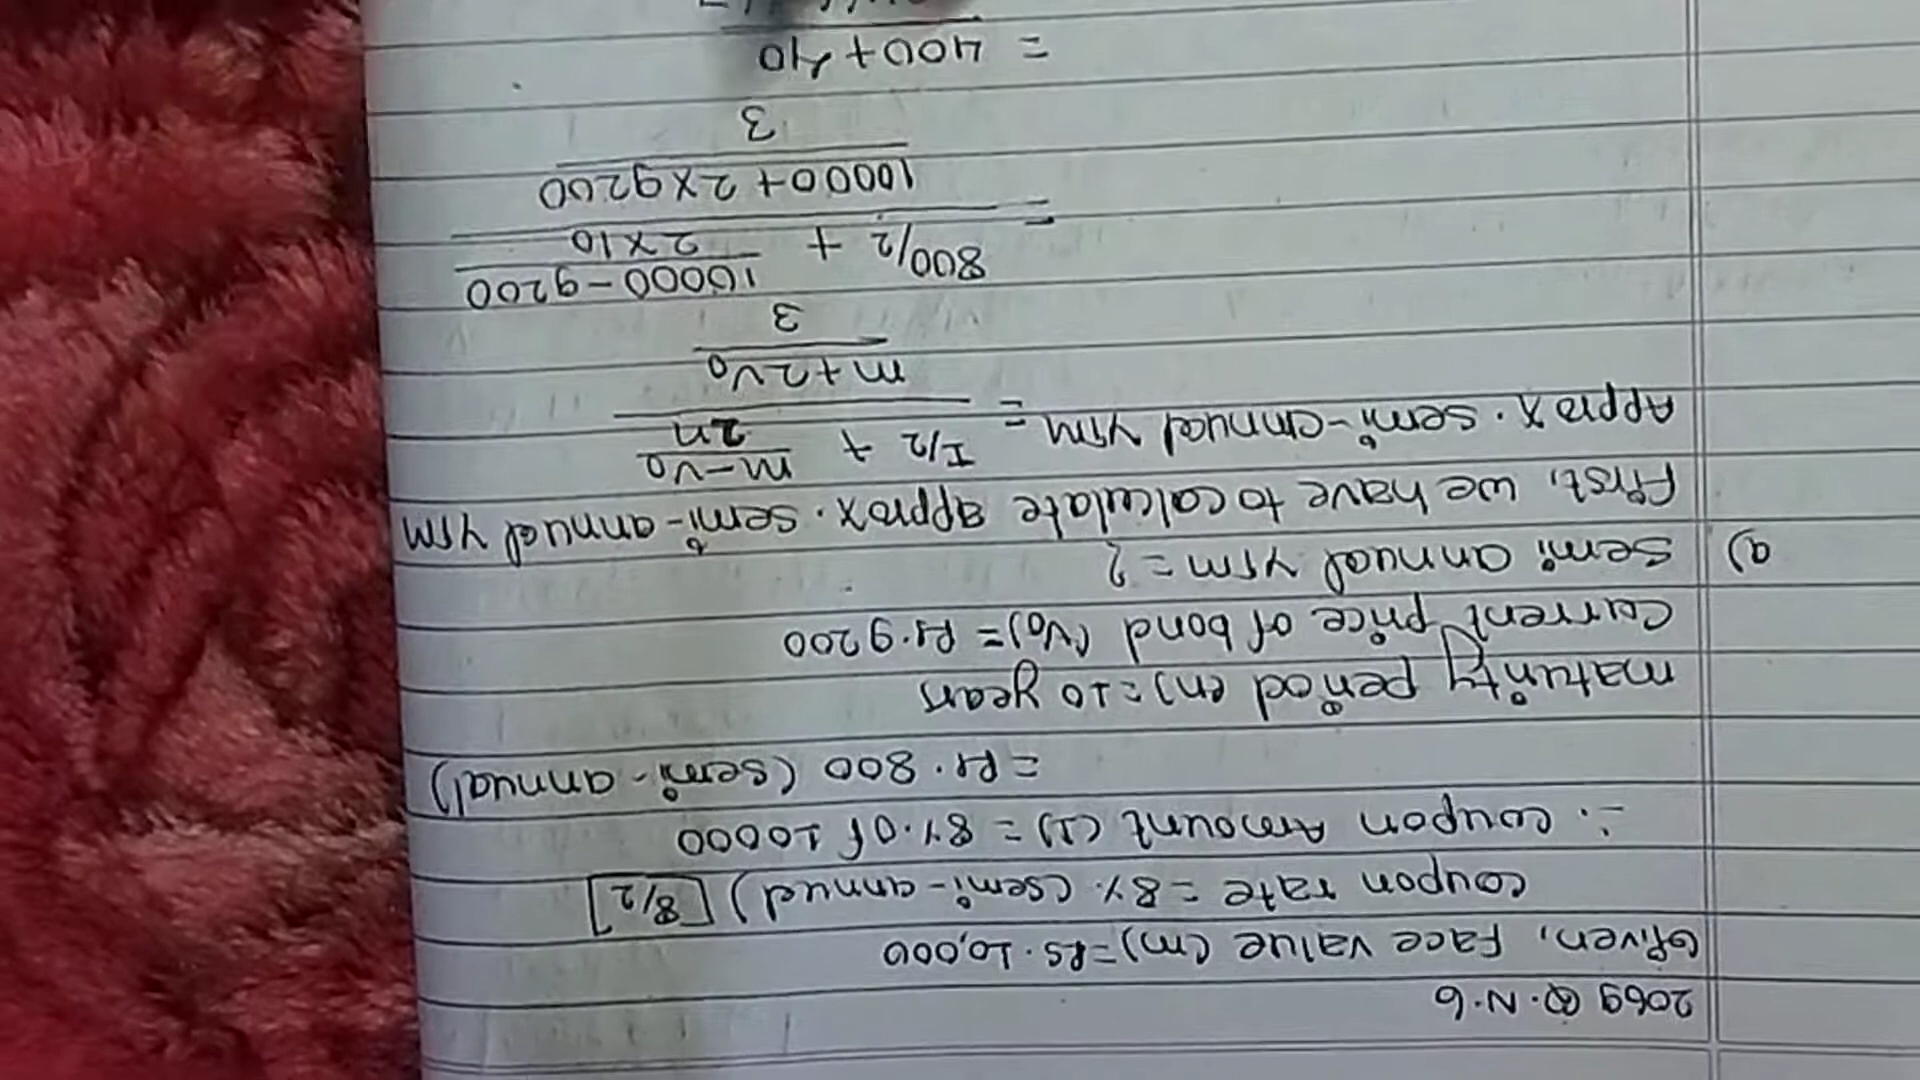 2069 Q.N.6
Given, Face value (m)=Rs.10,000
coupon rate = 8% (semi-annual) [8/2]
∴ coupon Amount (I) = 8% of 10000
= Rs. 800 (semi-annual)
maturity period (n)=10 years
current price of bond (V0)= Rs.9200
a) semi annual YTM = ?
First, we have to calculate approx. semi-annual YTM
Approx. semi-annual YTM = I/2 + m-V0
2n
m+2V0
3
= 800/2 + 10000-9200
2×10
10000+2×9200
3
= 400+40